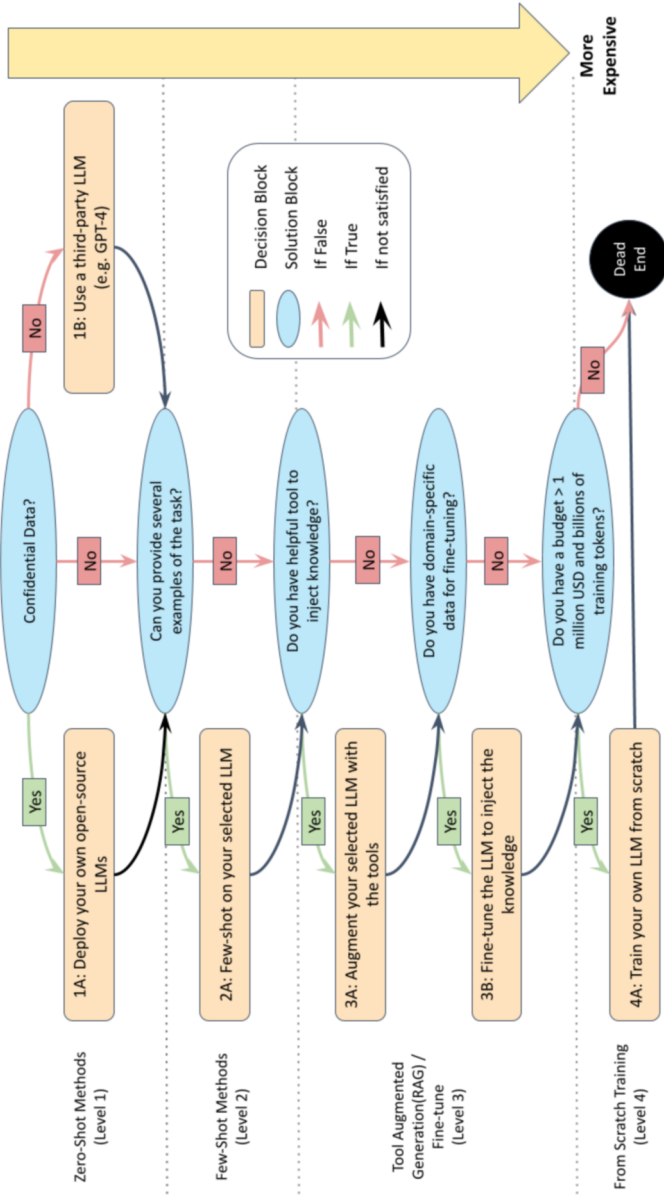 Zero-Shot Methods
(Level 1)
Confidential Data?
Yes
No
1A: Deploy your own open-source
LLMs
1B: Use a third-party LLM
(e.g. GPT-4)
No
Few-Shot Methods
(Level 2)
Can you provide several
examples of the task?
Yes
2A: Few-shot on your selected LLM
No
Tool Augmented
Generation(RAG) /
Fine-tune
(Level 3)
Do you have helpful tool to
inject knowledge?
Yes
3A: Augment your selected LLM with
the tools
No
Do you have domain-specific
data for fine-tuning?
Yes
3B: Fine-tune the LLM to inject the
knowledge
No
From Scratch Training
(Level 4)
Do you have a budget > 1
million USD and billions of
training tokens?
Yes
No
4A: Train your own LLM from scratch
Dead
End
Decision Block
Solution Block
If False
If True
If not satisfied
More
Expensive